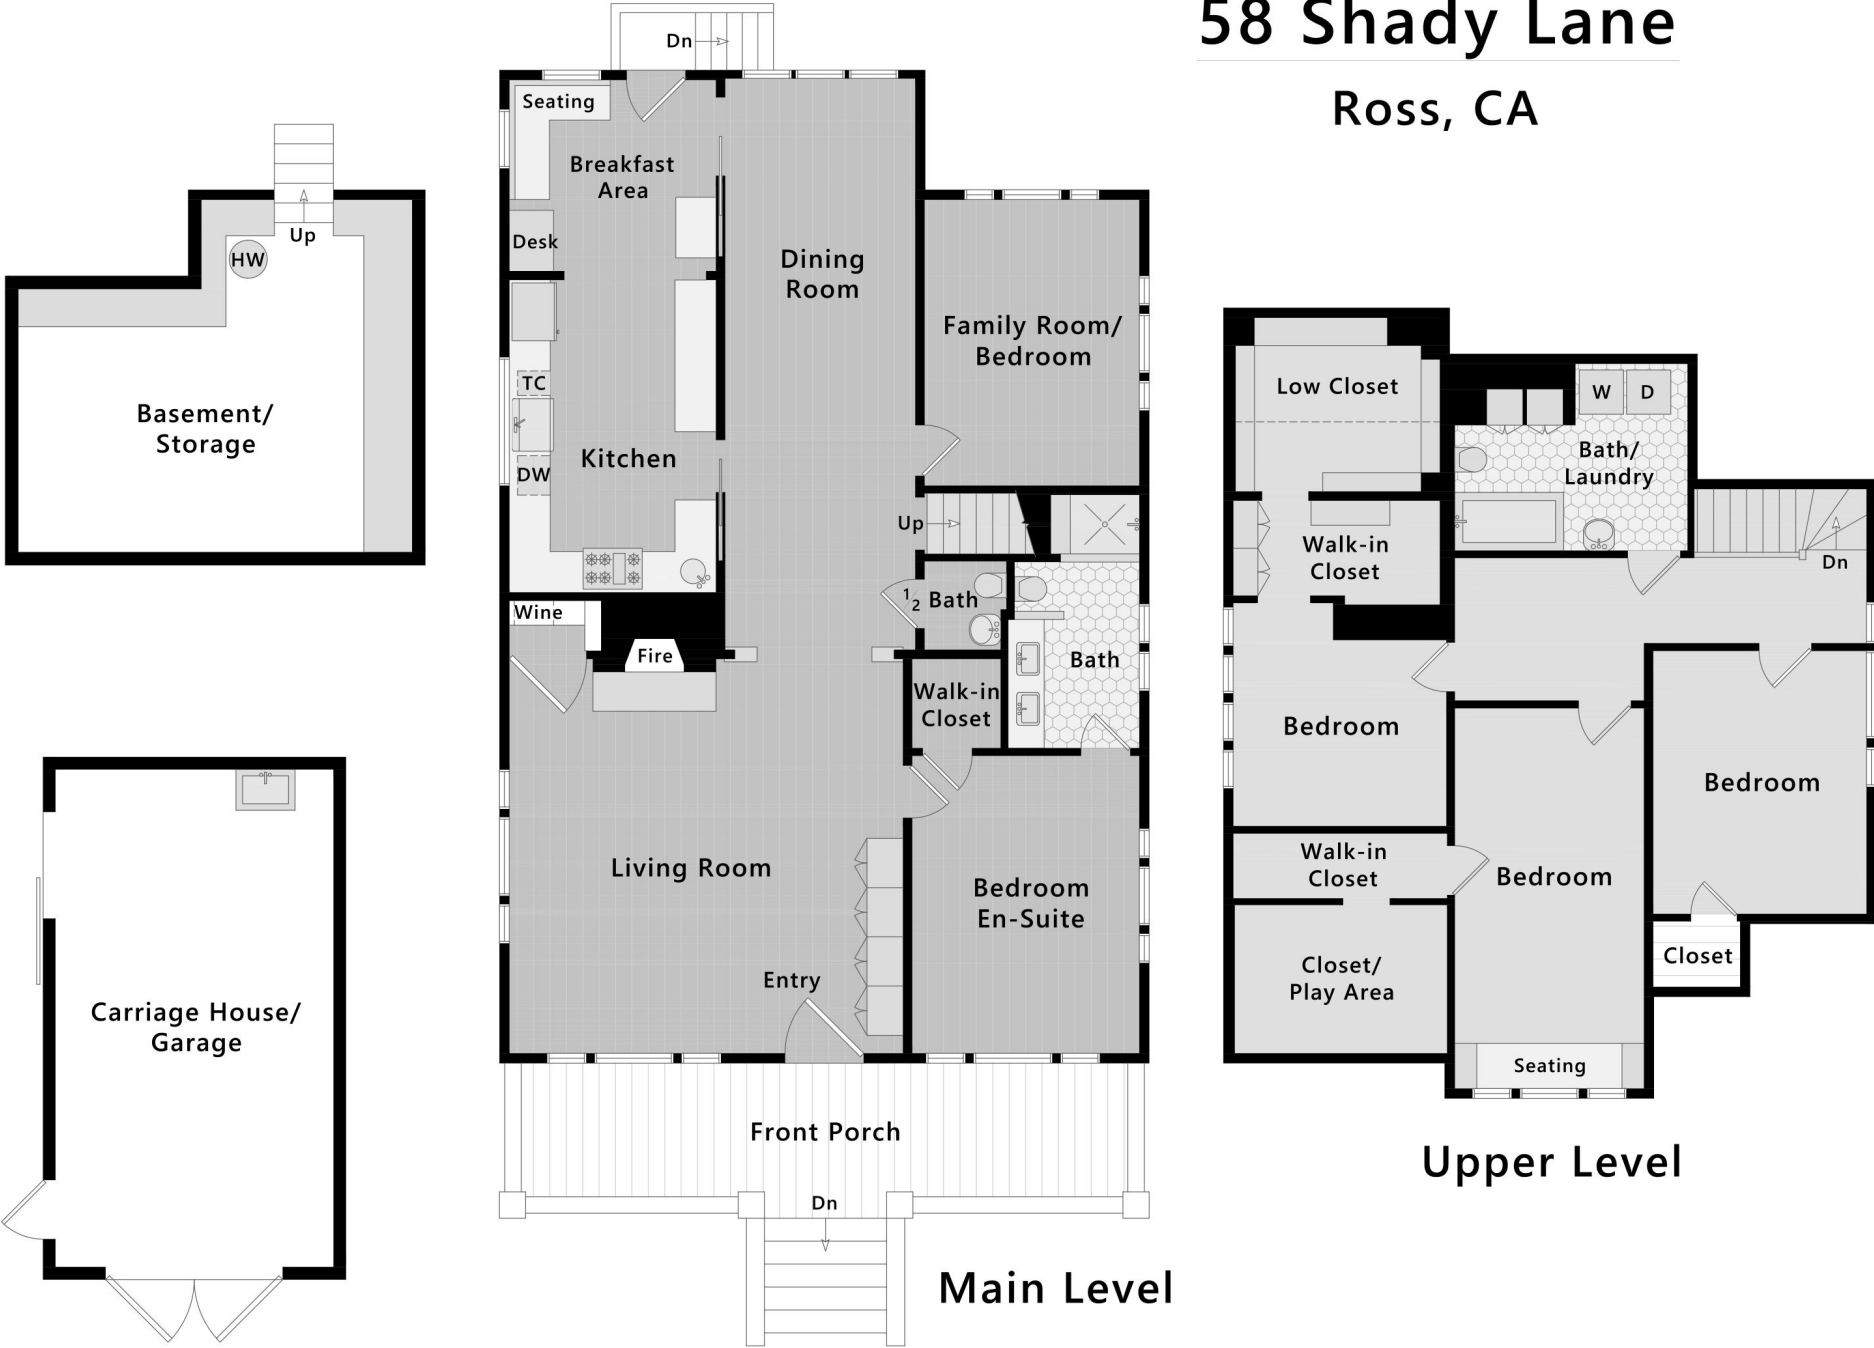 58 Shady Lane
Ross, CA
Up
HW
Basement/
Storage
Carriage House/
Garage
Dn
Seating
Breakfast
Area
Desk
Dining
Room
Family Room/
Bedroom
TC
Kitchen
DW
Up
1/2 Bath
Wine
Fire
Bath
Walk-in
Closet
Living Room
Bedroom
En-Suite
Entry
Front Porch
Dn
Main Level
Low Closet
W
D
Bath/
Laundry
Walk-in
Closet
Dn
Bedroom
Bedroom
Walk-in
Closet
Bedroom
Closet
Closet/
Play Area
Seating
Upper Level